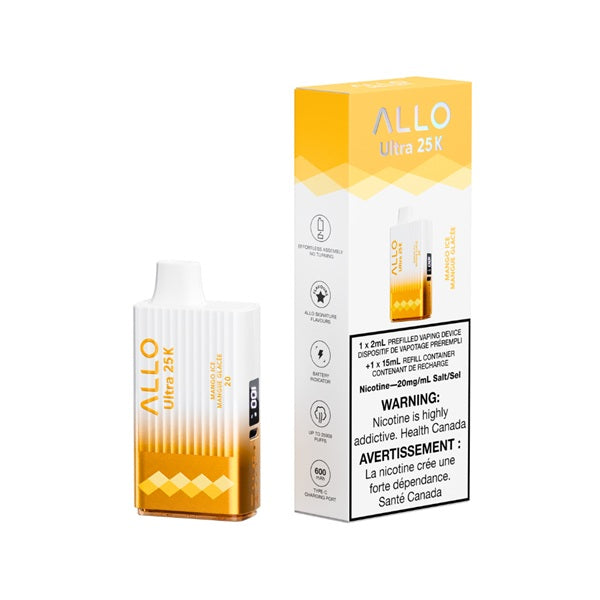 ALLO
Ultra 25K
MANGO ICE
MANGUE GLACÉE
20
100
ALLO
Ultra 25K
EFFORTLESS ASSEMBLY
NO TURNING
ALLO SIGNATURE
FLAVOURS
BATTERY
INDICATOR
UP TO 25000
PUFFS
600
mAh
TYPE-C
CHARGING PORT
ALLO
Ultra 25K
MANGO ICE
MANGUE GLACÉE
1 x 2mL PREFILLED VAPING DEVICE
DISPOSITIF DE VAPOTAGE PRÉREMPLI
+1 x 15mL REFILL CONTAINER
CONTENANT DE RECHARGE
Nicotine—20mg/mL Salt/Sel
WARNING:
Nicotine is highly
addictive. Health Canada
AVERTISSEMENT :
La nicotine crée une
forte dépendance.
Santé Canada